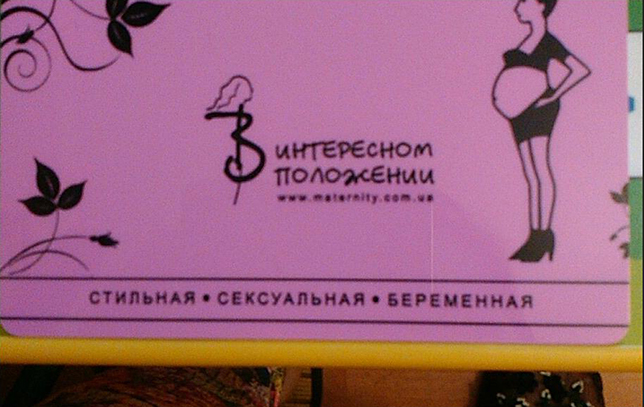 В ИНТЕРЕСНОМ
ПОЛОЖЕНИИ
www.maternity.com.ua
СТИЛЬНАЯ • СЕКСУАЛЬНАЯ • БЕРЕМЕННАЯ